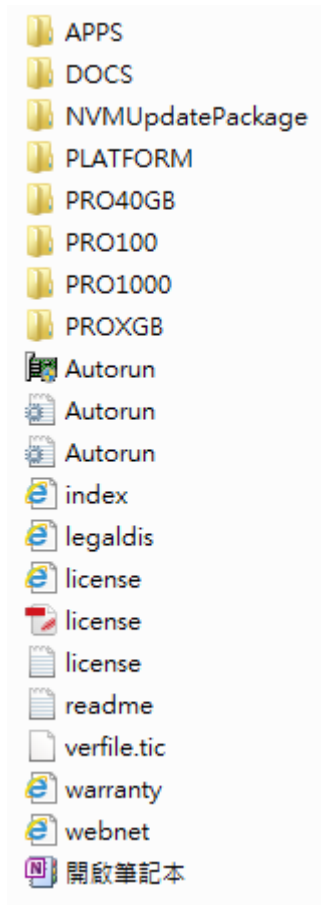 APPS
DOCS
NVMUpdatePackage
PLATFORM
PRO40GB
PRO100
PRO1000
PROXGB
Autorun
Autorun
Autorun
index
legaldis
license
license
license
readme
verfile.tic
warranty
webnet
開啟筆記本